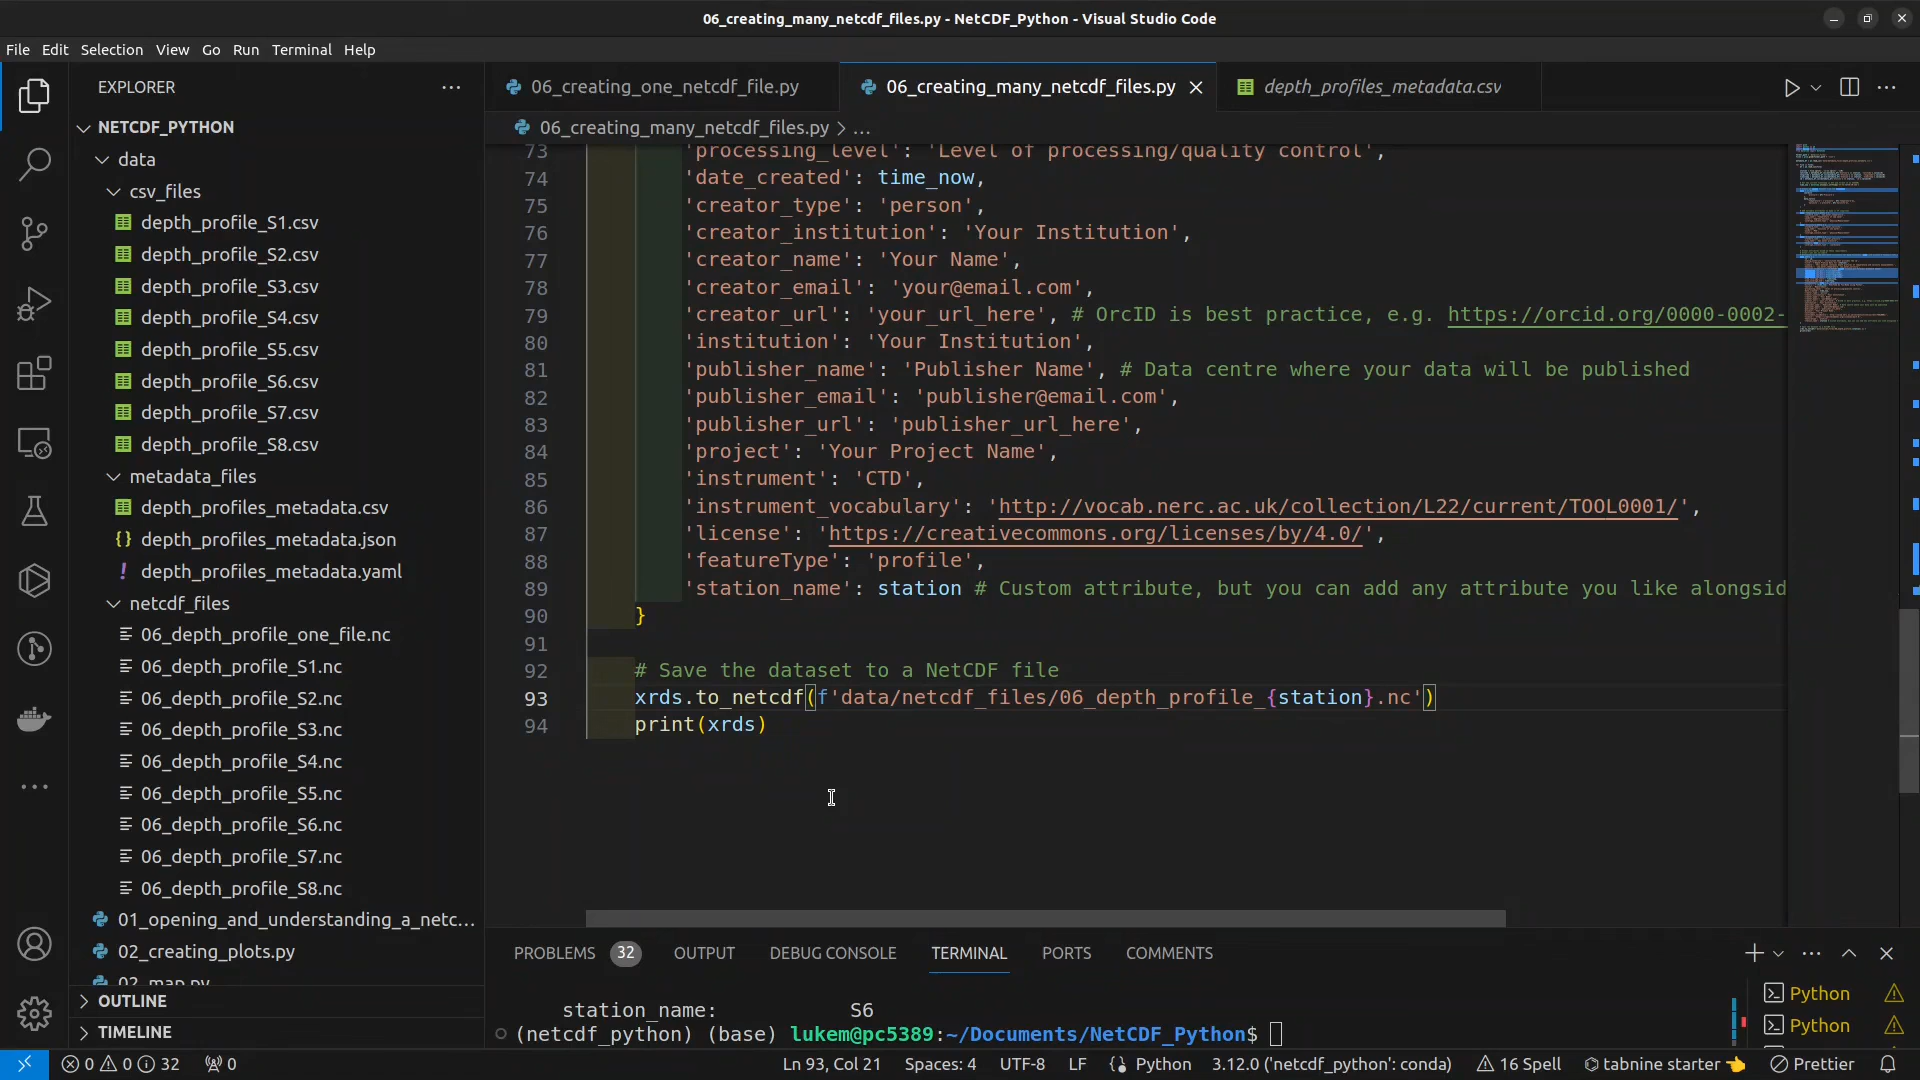 06_creating_many_netcdf_files.py - NetCDF_Python - Visual Studio Code
File Edit Selection View Go Run Terminal Help
EXPLORER
NETCDF_PYTHON
data
csv_files
depth_profile_S1.csv
depth_profile_S2.csv
depth_profile_S3.csv
depth_profile_S4.csv
depth_profile_S5.csv
depth_profile_S6.csv
depth_profile_S7.csv
depth_profile_S8.csv
metadata_files
depth_profiles_metadata.csv
{} depth_profiles_metadata.json
! depth_profiles_metadata.yaml
netcdf_files
06_depth_profile_one_file.nc
06_depth_profile_S1.nc
06_depth_profile_S2.nc
06_depth_profile_S3.nc
06_depth_profile_S4.nc
06_depth_profile_S5.nc
06_depth_profile_S6.nc
06_depth_profile_S7.nc
06_depth_profile_S8.nc
01_opening_and_understanding_a_netc...
02_creating_plots.py
02_map.py
OUTLINE
TIMELINE
06_creating_one_netcdf_file.py 06_creating_many_netcdf_files.py depth_profiles_metadata.csv
06_creating_many_netcdf_files.py > ...
73 'processing_level': 'Level of processing/quality control',
74 'date_created': time_now,
75 'creator_type': 'person',
76 'creator_institution': 'Your Institution',
77 'creator_name': 'Your Name',
78 'creator_email': 'your@email.com',
79 'creator_url': 'your_url_here', # OrcID is best practice, e.g. https://orcid.org/0000-0002-
80 'institution': 'Your Institution',
81 'publisher_name': 'Publisher Name', # Data centre where your data will be published
82 'publisher_email': 'publisher@email.com',
83 'publisher_url': 'publisher_url_here',
84 'project': 'Your Project Name',
85 'instrument': 'CTD',
86 'instrument_vocabulary': 'http://vocab.nerc.ac.uk/collection/L22/current/TOOL0001/',
87 'license': 'https://creativecommons.org/licenses/by/4.0/',
88 'featureType': 'profile',
89 'station_name': station # Custom attribute, but you can add any attribute you like alongsid
90 }
91
92 # Save the dataset to a NetCDF file
93 xrds.to_netcdf(f'data/netcdf_files/06_depth_profile_{station}.nc')
94 print(xrds)
PROBLEMS 32 OUTPUT DEBUG CONSOLE TERMINAL PORTS COMMENTS
station_name: S6
(netcdf_python) (base) lukem@pc5389:~/Documents/NetCDF_Python$
Python
Python
0 0 32 0 Ln 93, Col 21 Spaces: 4 UTF-8 LF {} Python 3.12.0 ('netcdf_python': conda) 16 Spell tabnine starter 👈 Prettier